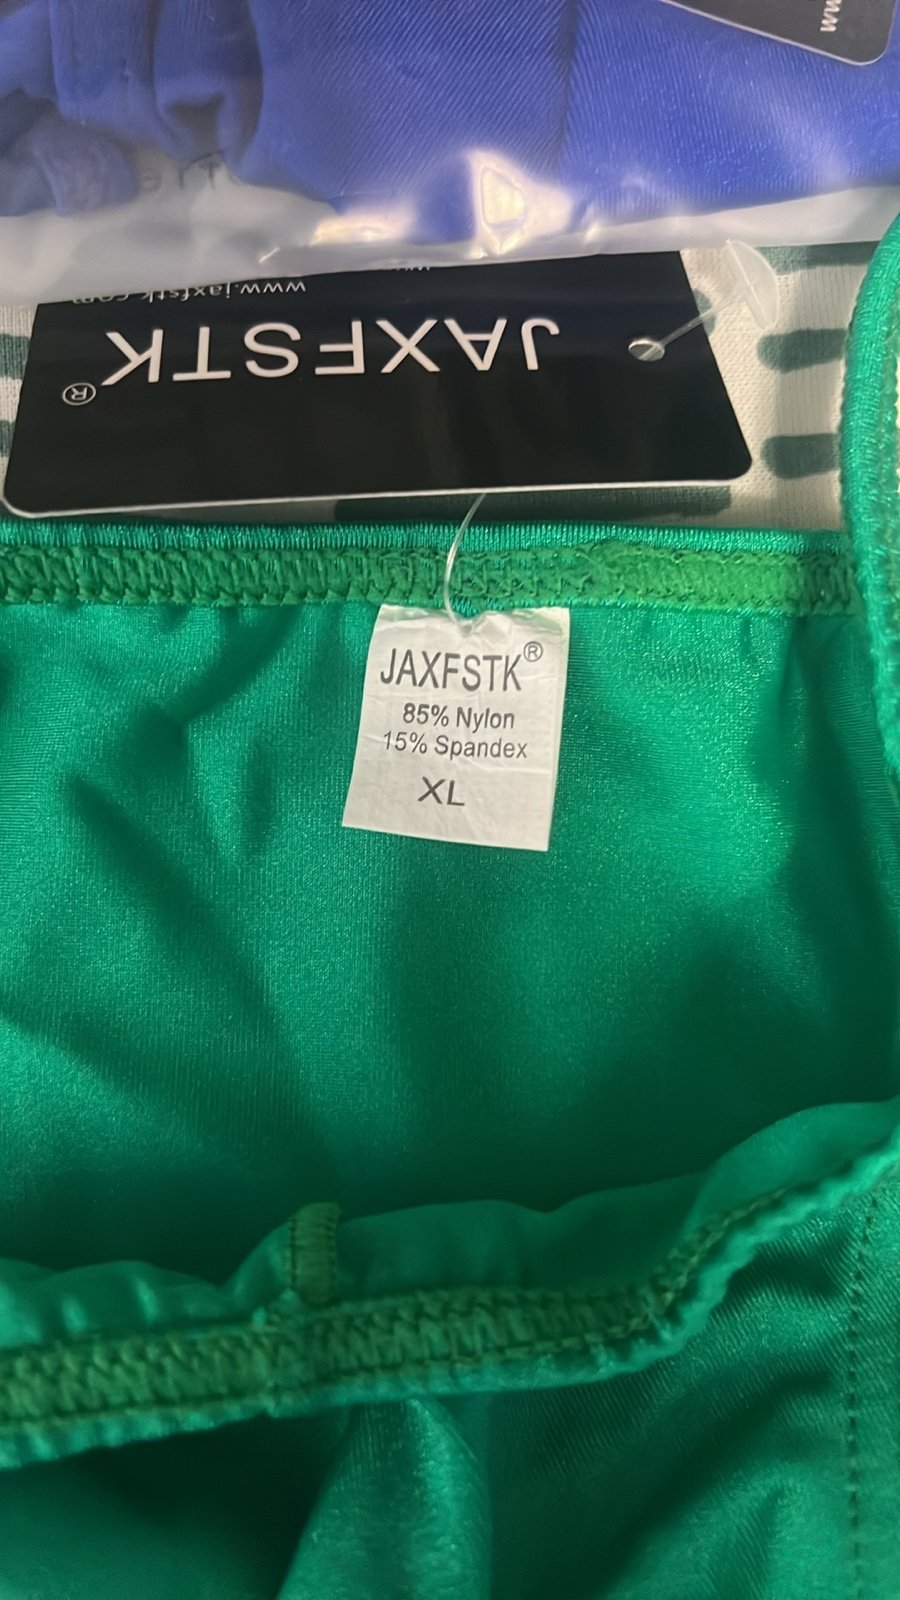 www.jaxfstk.com
JAXFSTK®
JAXFSTK®
85% Nylon
15% Spandex
XL